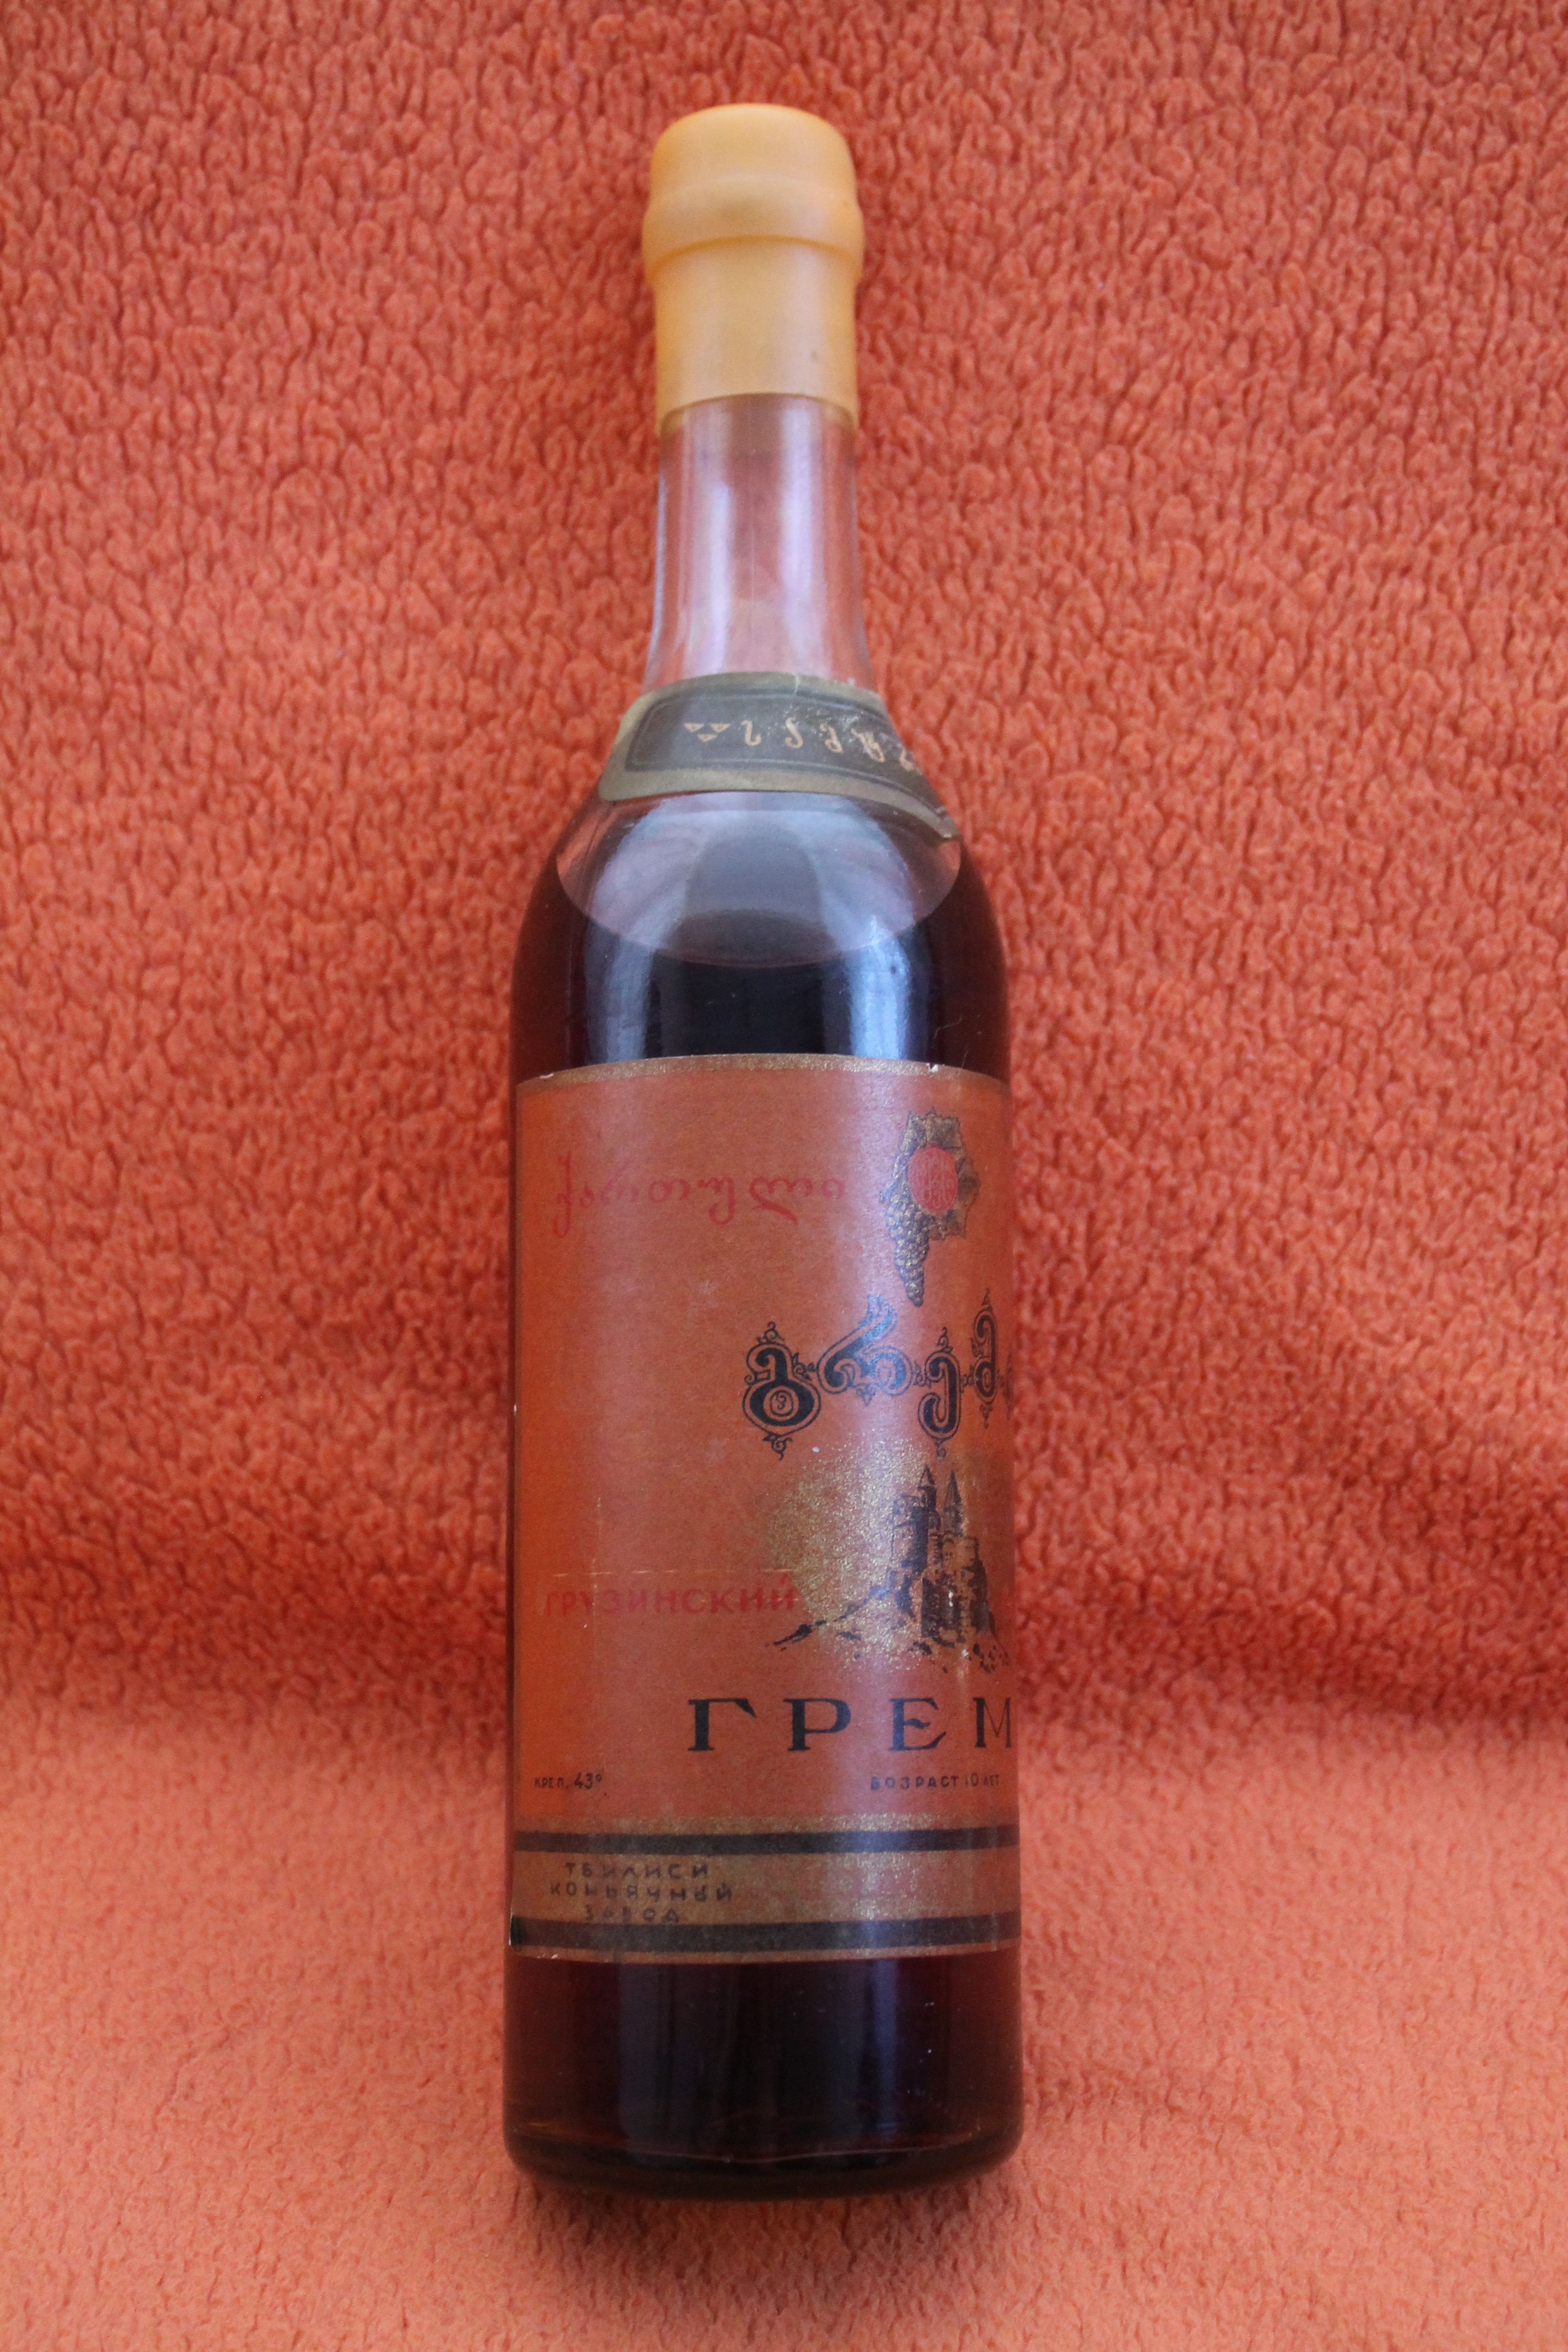 ქართული
გრემ
ГРУЗИНСКИЙ
ГРЕМ
КРЕП. 43°. ВОЗРАСТ 10 ЛЕТ
ТБИЛИСИ
КОНЬЯЧНЫЙ
ЗАВОД